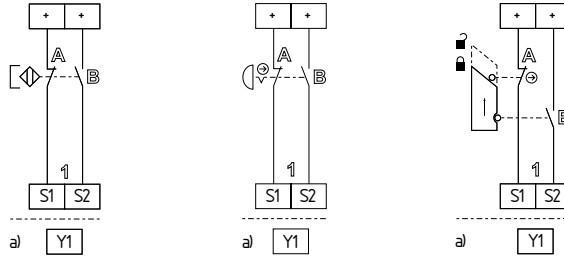 + + + + + +
A A A
B B B
1 1 1
S1 S2 S1 S2 S1 S2
a) Y1 a) Y1 a) Y1